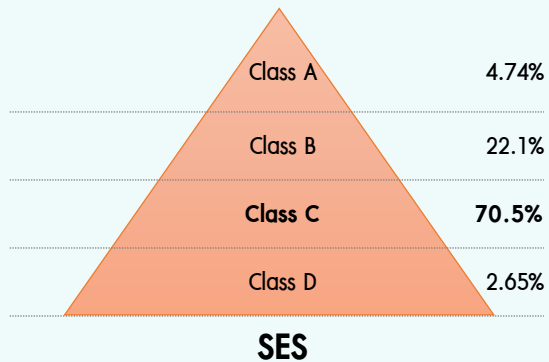 Class A 4.74%
Class B 22.1%
Class C 70.5%
Class D 2.65%
SES